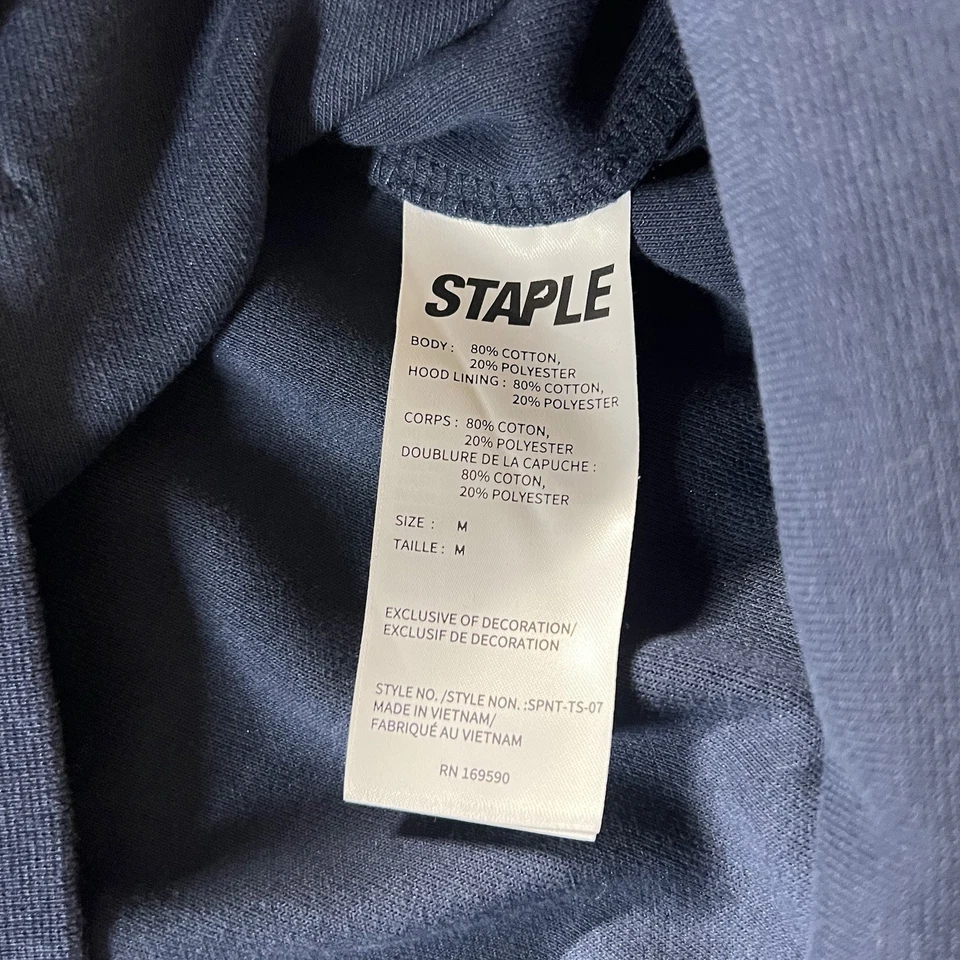 STAPLE
BODY : 80% COTTON,
20% POLYESTER
HOOD LINING : 80% COTTON,
20% POLYESTER
CORPS : 80% COTON,
20% POLYESTER
DOUBLURE DE LA CAPUCHE :
80% COTON,
20% POLYESTER
SIZE : M
TAILLE : M
EXCLUSIVE OF DECORATION/
EXCLUSIF DE DECORATION
STYLE NO. /STYLE NON. :SPNT-TS-07
MADE IN VIETNAM/
FABRIQUÉ AU VIETNAM
RN 169590